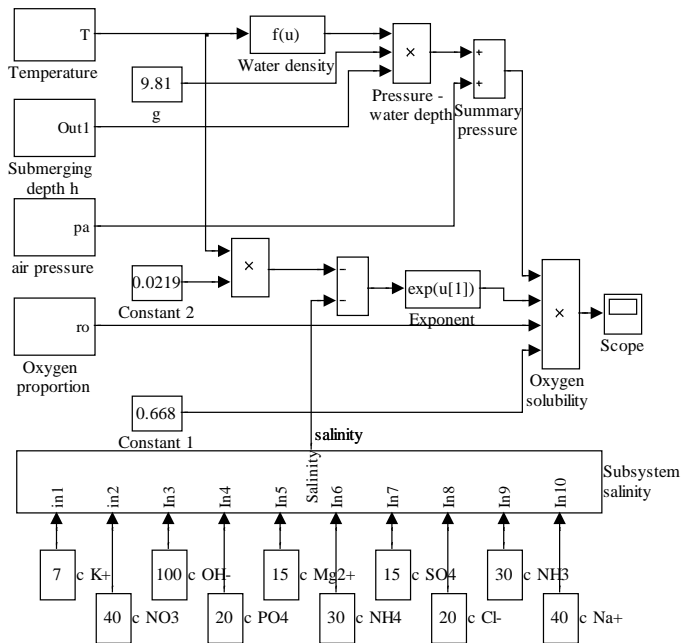 T
Temperature
f(u)
Water density
9.81
g
×
Pressure -
water depth
+
+
Summary
pressure
Out1
Submerging
depth h
pa
air pressure
×
0.0219
Constant 2
−
−
exp(u[1])
Exponent
ro
Oxygen
proportion
×
Oxygen
solubility
Scope
0.668
Constant 1
salinity
Salinity
Subsystem
salinity
in1
in2
In3
In4
In5
In6
In7
In8
In9
In10
7
c K+
100
c OH-
15
c Mg2+
15
c SO4
30
c NH3
40
c NO3
20
c PO4
30
c NH4
20
c Cl-
40
c Na+